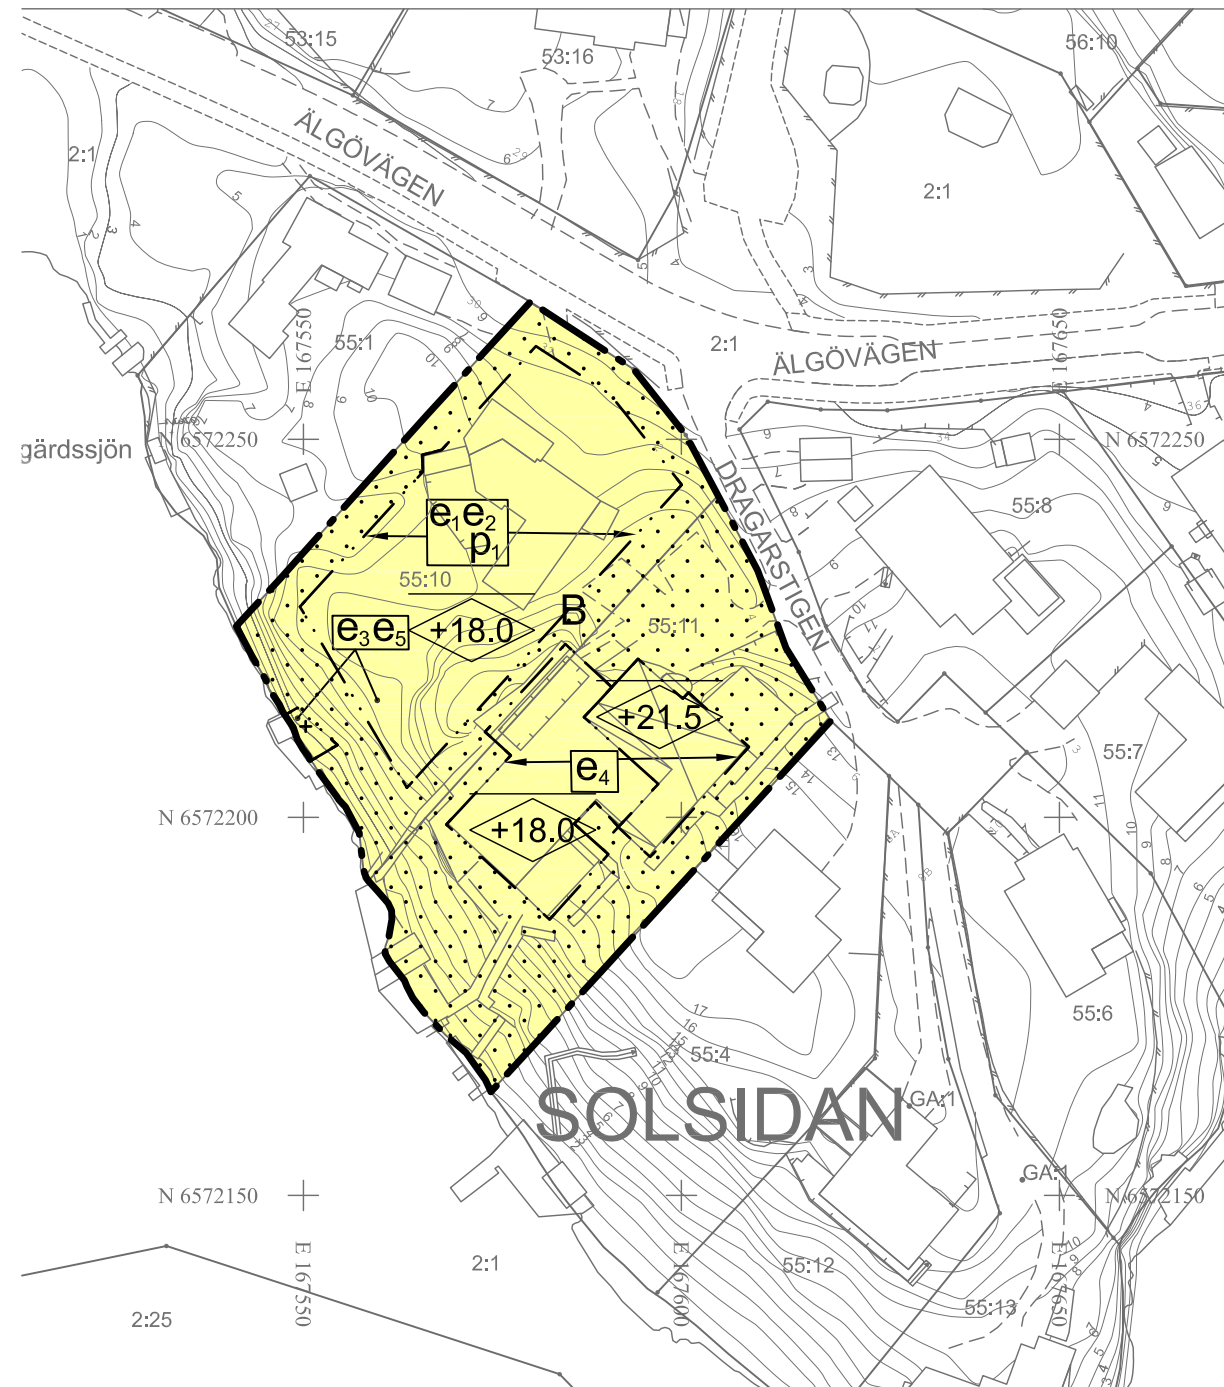 53:15
53:16
56:10
ÄLGÖVÄGEN
2:1
2:1
E 167550
55:1
2:1
ÄLGÖVÄGEN
E 167650
gårdssjön
N 6572250
N 6572250
DRAGARSTIGEN
55:8
e1e2
p1
55:10
B
55:11
e3e5
+18.0
+21.5
55:7
e4
N 6572200
+18.0
55:6
55:4
SOLSIDAN
GA:1
GA:1
N 6572150
N 6572150
E 167550
2:1
E 167600
55:12
E 167650
55:13
2:25